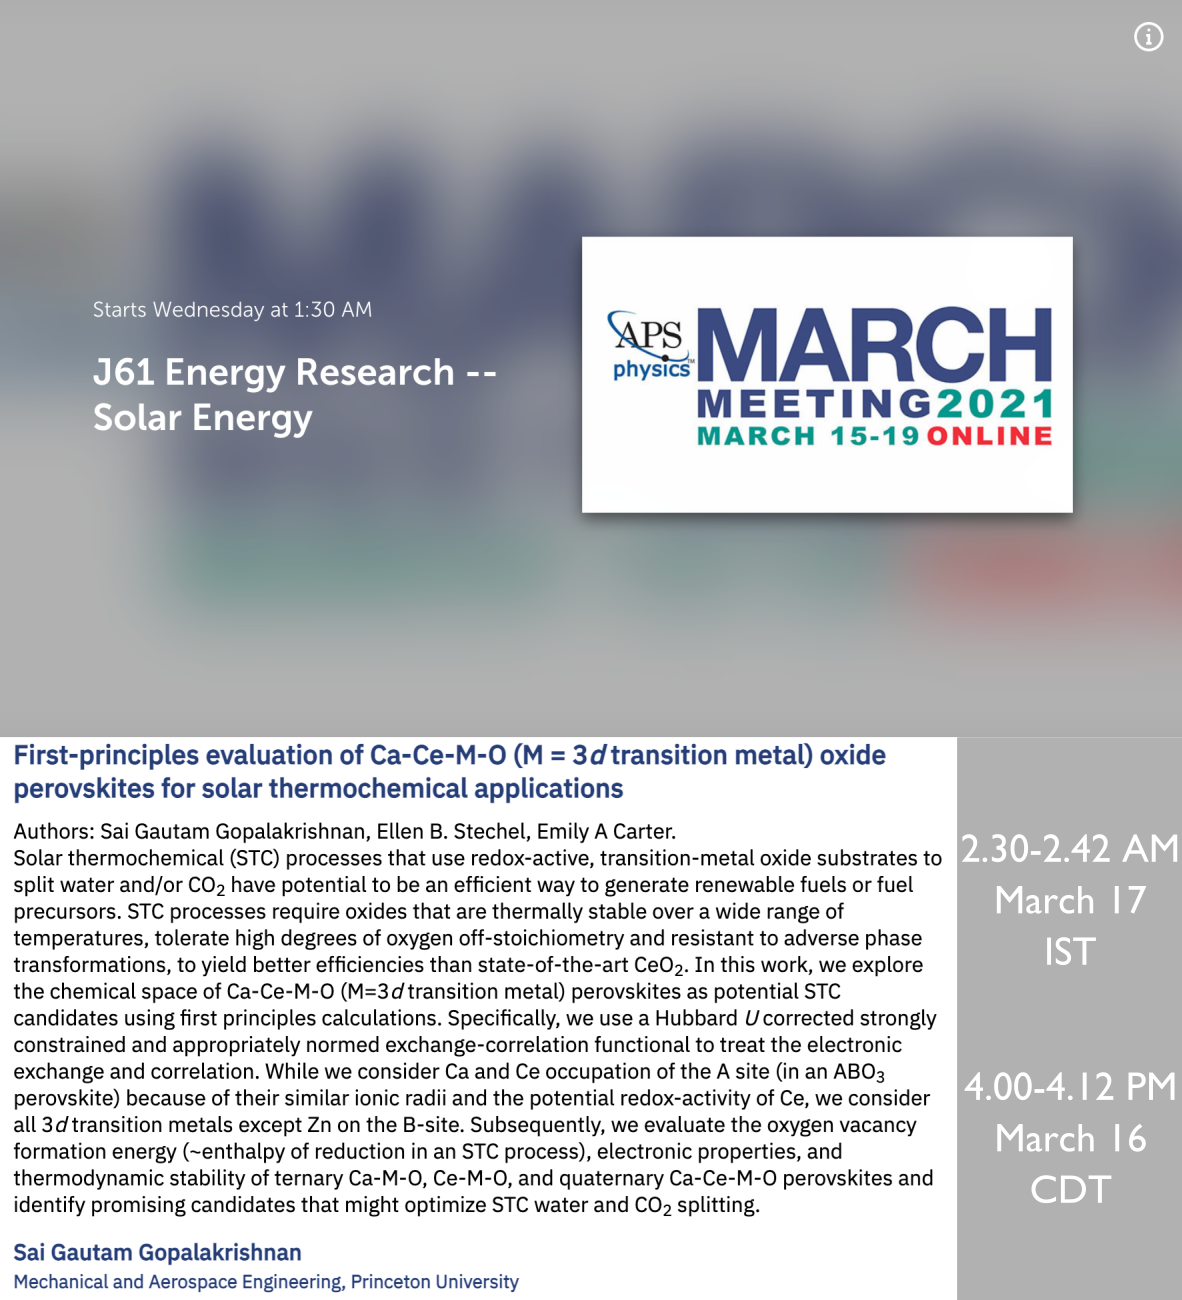 Starts Wednesday at 1:30 AM
J61 Energy Research --
Solar Energy
APS
physics™
MARCH
MEETING 2021
MARCH 15-19 ONLINE
First-principles evaluation of Ca-Ce-M-O (M = 3d transition metal) oxide
perovskites for solar thermochemical applications
Authors: Sai Gautam Gopalakrishnan, Ellen B. Stechel, Emily A Carter.
Solar thermochemical (STC) processes that use redox-active, transition-metal oxide substrates to
split water and/or CO₂ have potential to be an efficient way to generate renewable fuels or fuel
precursors. STC processes require oxides that are thermally stable over a wide range of
temperatures, tolerate high degrees of oxygen off-stoichiometry and resistant to adverse phase
transformations, to yield better efficiencies than state-of-the-art CeO₂. In this work, we explore
the chemical space of Ca-Ce-M-O (M=3d transition metal) perovskites as potential STC
candidates using first principles calculations. Specifically, we use a Hubbard U corrected strongly
constrained and appropriately normed exchange-correlation functional to treat the electronic
exchange and correlation. While we consider Ca and Ce occupation of the A site (in an ABO₃
perovskite) because of their similar ionic radii and the potential redox-activity of Ce, we consider
all 3d transition metals except Zn on the B-site. Subsequently, we evaluate the oxygen vacancy
formation energy (~enthalpy of reduction in an STC process), electronic properties, and
thermodynamic stability of ternary Ca-M-O, Ce-M-O, and quaternary Ca-Ce-M-O perovskites and
identify promising candidates that might optimize STC water and CO₂ splitting.
Sai Gautam Gopalakrishnan
Mechanical and Aerospace Engineering, Princeton University
2.30-2.42 AM
March 17
IST
4.00-4.12 PM
March 16
CDT